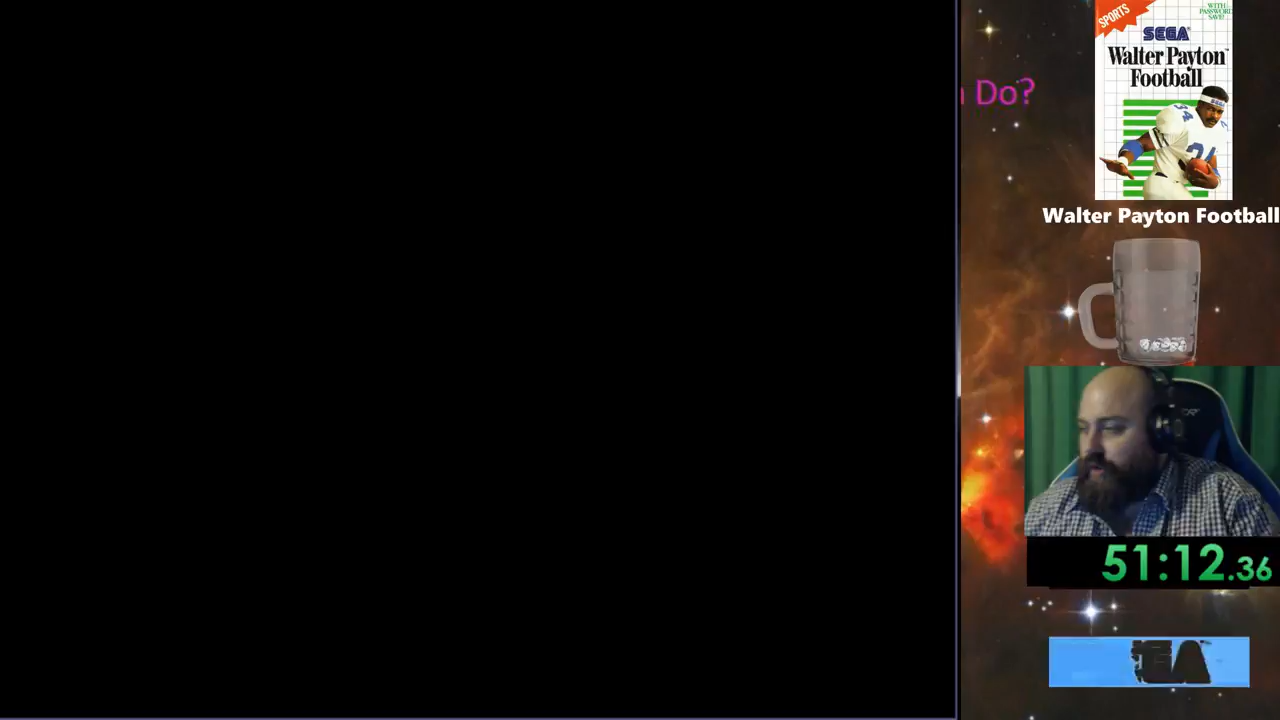 SPORTS
WITH
PASSWORD
SAVE!
SEGA
Walter Payton
Football
34
Do?
Walter Payton Football
51:12.36